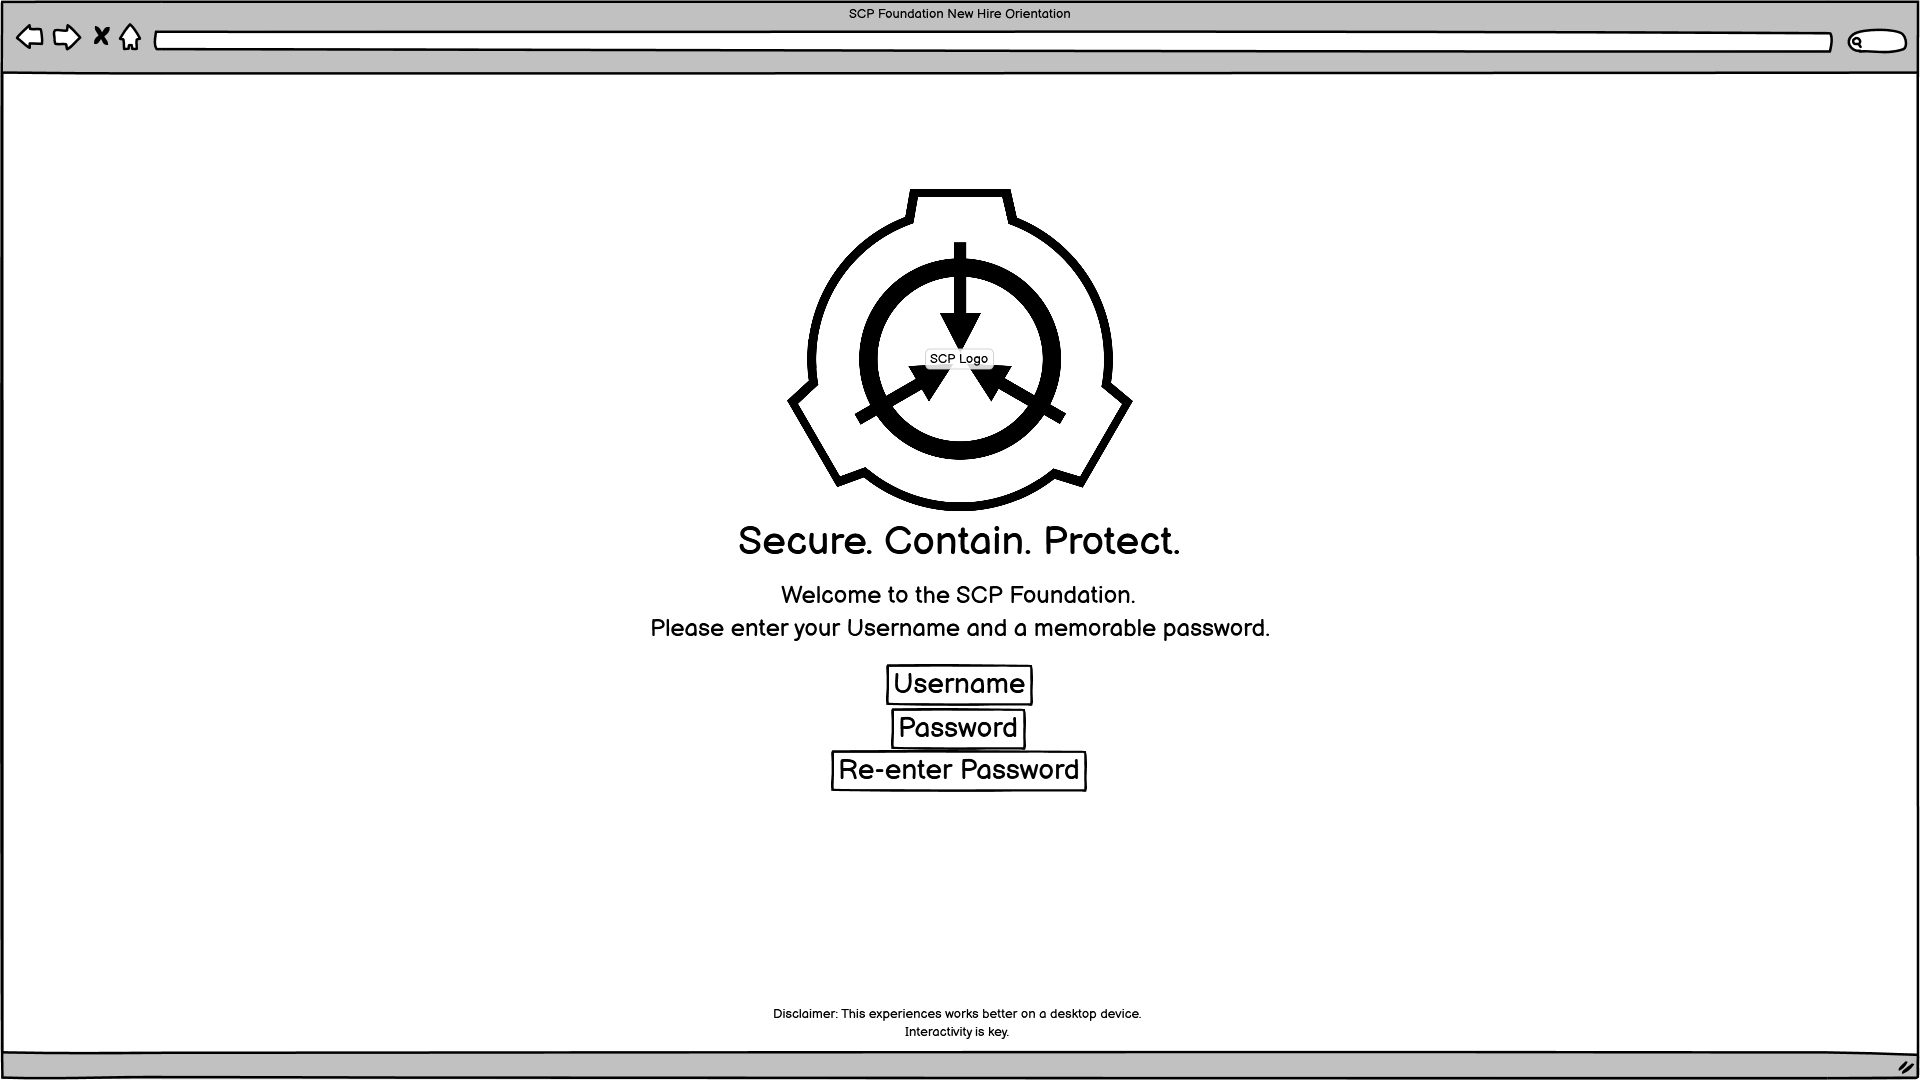 SCP Foundation New Hire Orientation
SCP Logo
Secure. Contain. Protect.
Welcome to the SCP Foundation.
Please enter your Username and a memorable password.
Username
Password
Re-enter Password
Disclaimer: This experiences works better on a desktop device.
Interactivity is key.